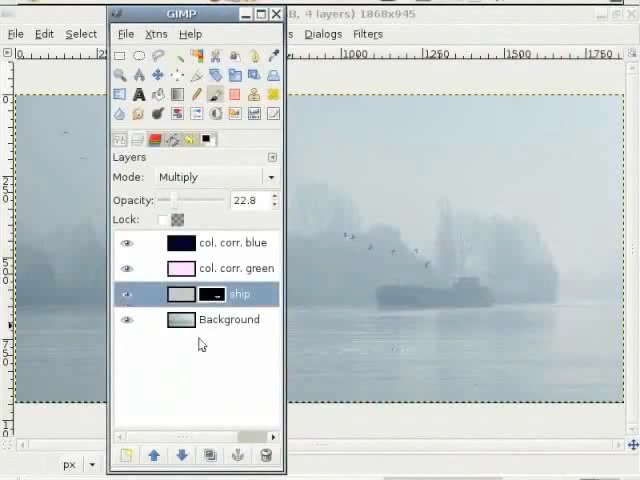 GIMP
B, 4 layers) 1868x945
File Edit Select
File Xtns Help
Dialogs Filters
0
1000
1250
1500
1750
Layers
Mode: Multiply
Opacity: 22.8
Lock:
col. corr. blue
col. corr. green
ship
Background
px